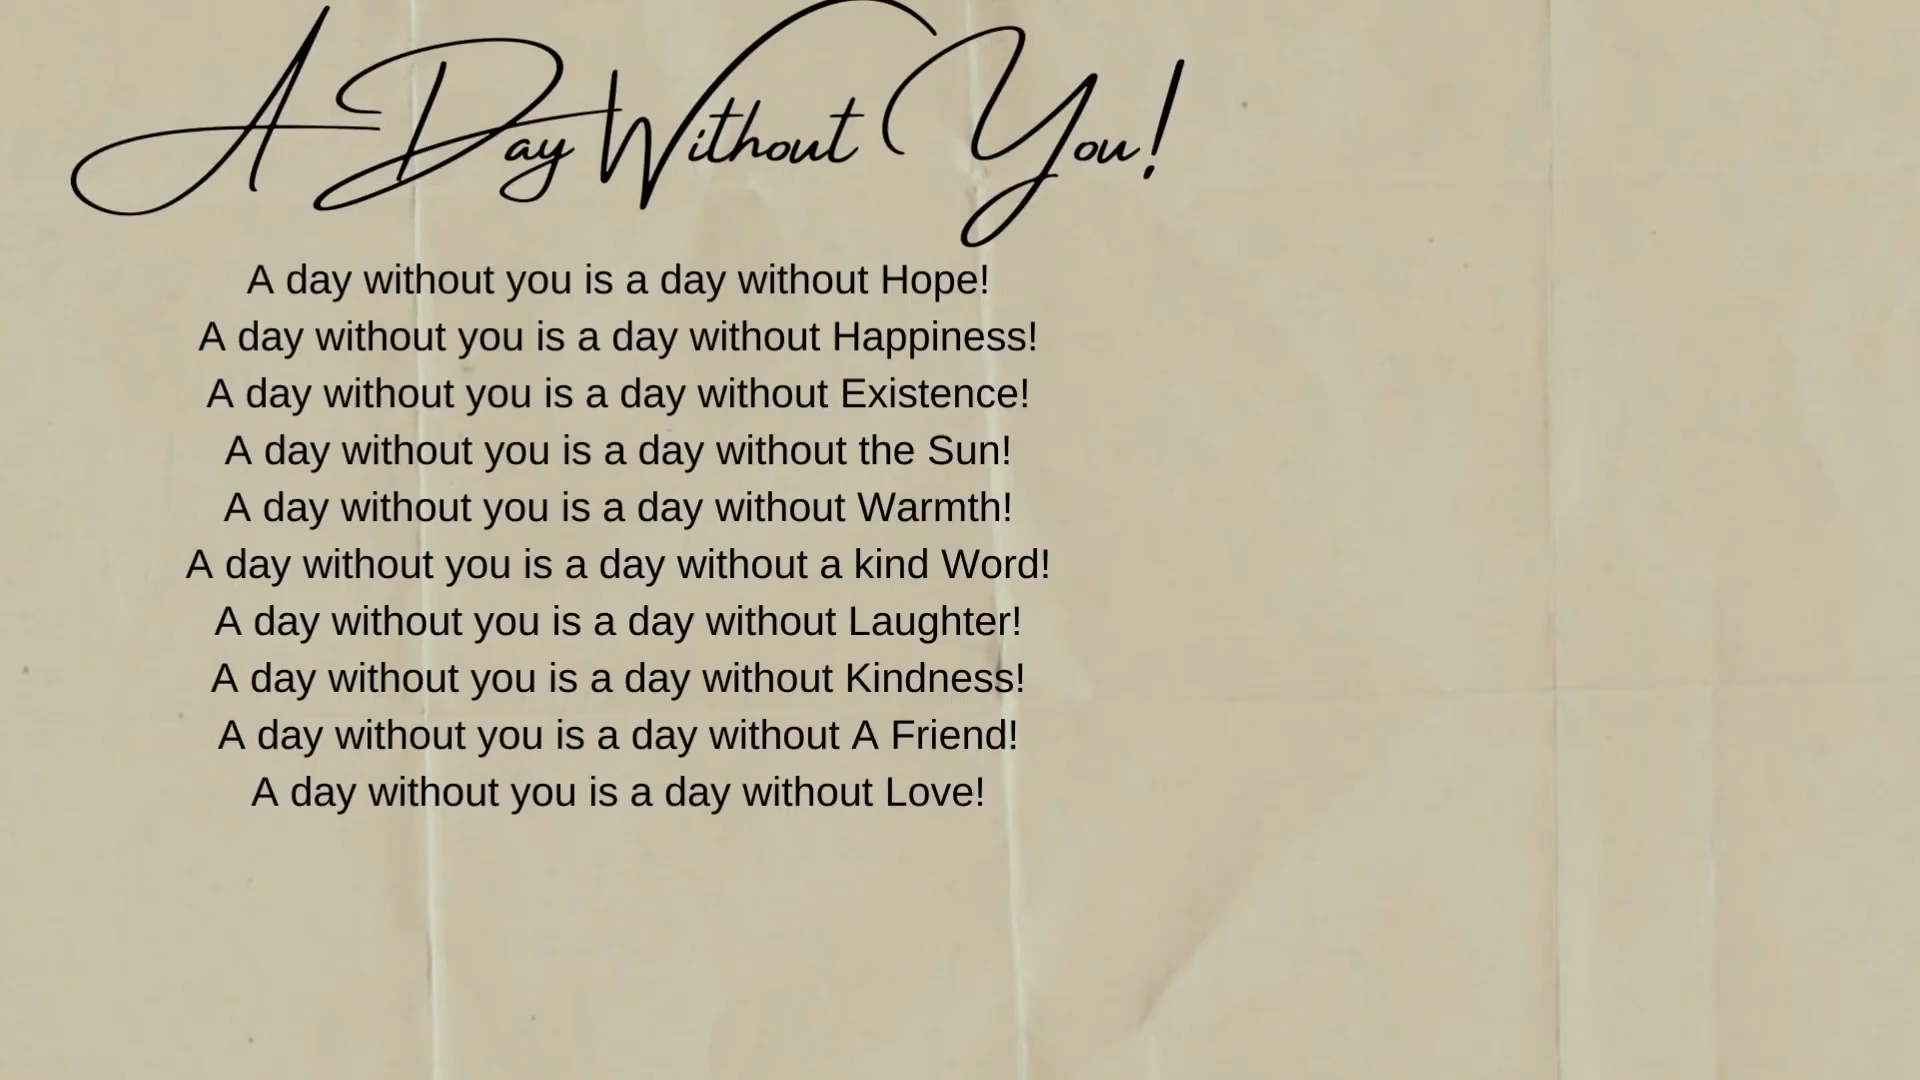 A Day Without You!
A day without you is a day without Hope!
A day without you is a day without Happiness!
A day without you is a day without Existence!
A day without you is a day without the Sun!
A day without you is a day without Warmth!
A day without you is a day without a kind Word!
A day without you is a day without Laughter!
A day without you is a day without Kindness!
A day without you is a day without A Friend!
A day without you is a day without Love!